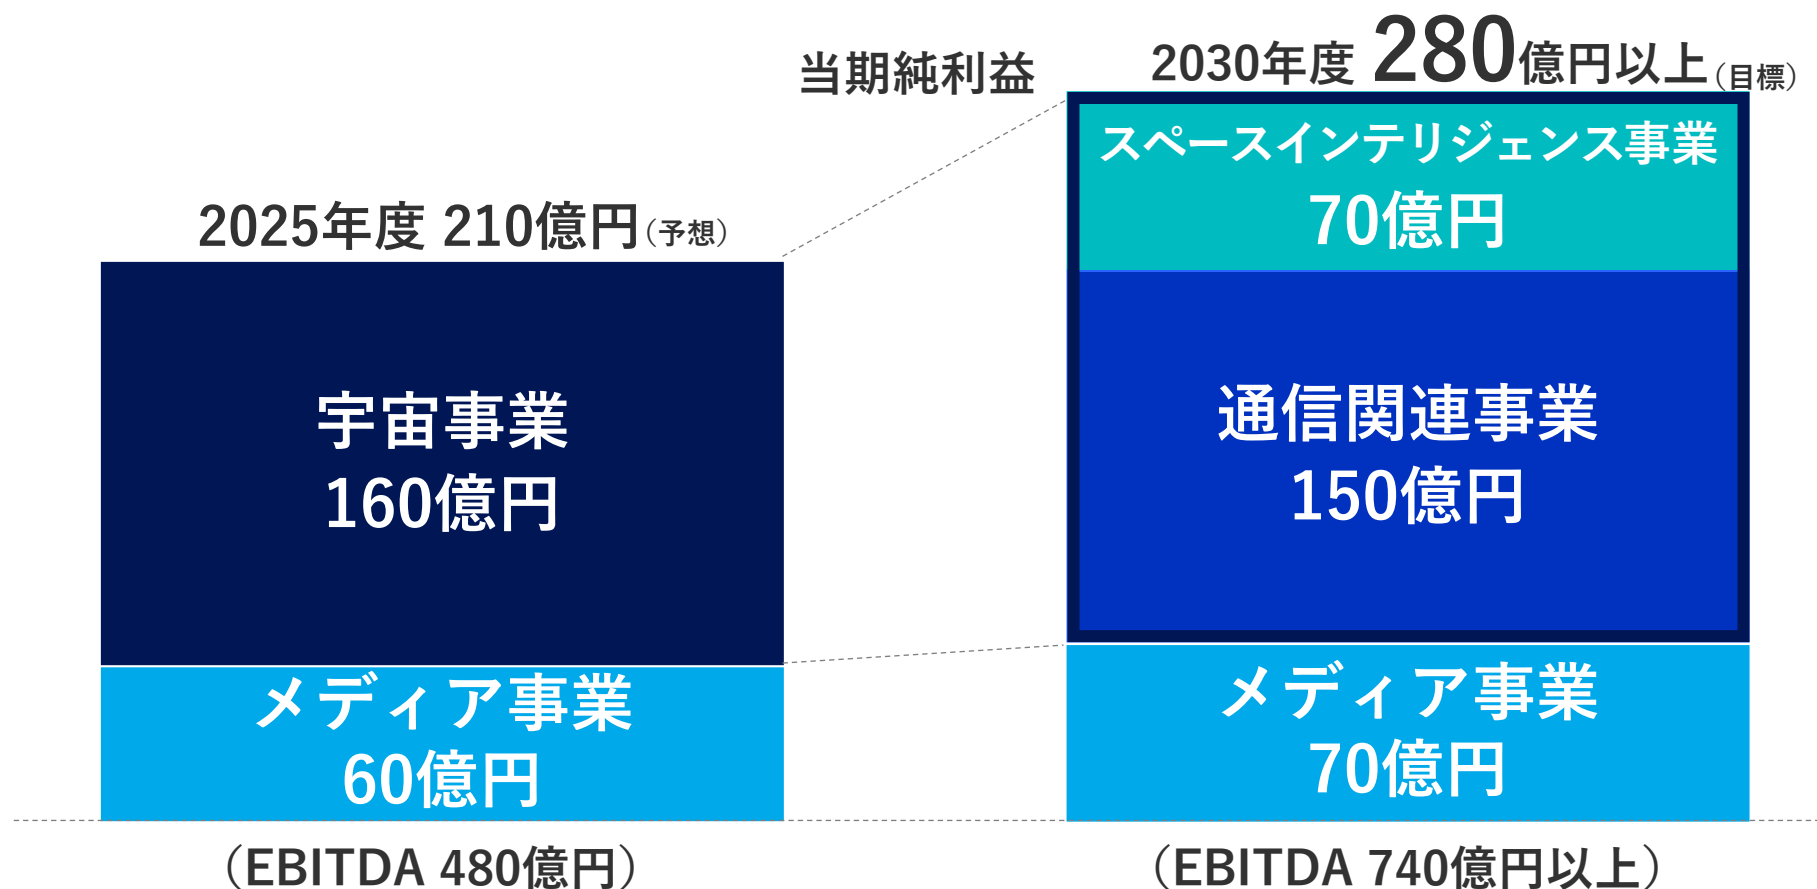 当期純利益
2025年度 210億円(予想)
宇宙事業
160億円
メディア事業
60億円
(EBITDA 480億円)
2030年度 280億円以上(目標)
スペースインテリジェンス事業
70億円
通信関連事業
150億円
メディア事業
70億円
(EBITDA 740億円以上)